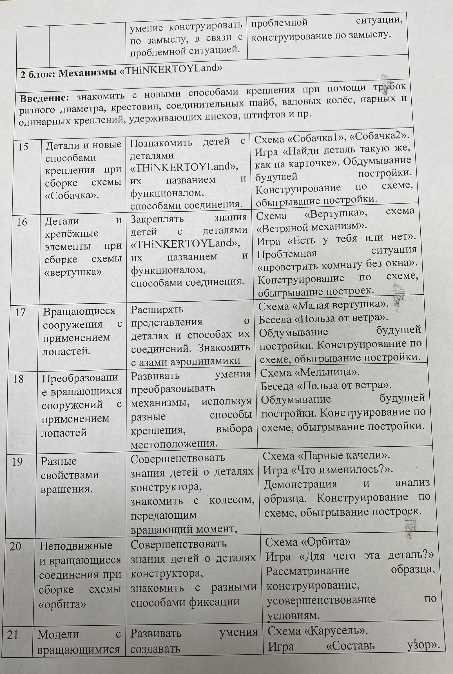 умение конструировать по замыслу, в связи с проблемной ситуацией.
проблемной ситуации, конструирование по замыслу.
2 блок: Механизмы «THiNKERTOYLand»
Введение: знакомить с новыми способами крепления при помощи трубок
разного диаметра, крестовин, соединительных шайб, валовых колёс, парных и
одинарных креплений, удерживающих дисков, штифтов и пр.
15
Детали и новые
способами
крепления при
сборке схемы
«Собачка».
Познакомить детей с
деталями
«THiNKERTOYLand»,
их названием и
функционалом,
способами соединения.
Схема «Собачка1», «Собачка2».
Игра «Найди деталь такую же,
как на карточке». Обдумывание
будущей постройки.
Конструирование по схеме,
обыгрывание постройки.
16
Детали и
крепёжные
элементы при
сборке схемы
«вертушка»
Закреплять знания
детей с деталями
«THiNKERTOYLand»,
их названием и
функционалом,
способами соединения.
Схема «Вертушка», схема
«Ветряной механизм».
Игра «Есть у тебя или нет».
Проблемная ситуация
«проветрить комнату без окна».
Конструирование по схеме,
обыгрывание построек.
17
Вращающиеся
сооружения с
применением
лопастей.
Расширять
представления о
деталях и способах их
соединений. Знакомить
с азами аэродинамики
Схема «Малая вертушка».
Беседа «Польза от ветра».
Обдумывание будущей
постройки. Конструирование по
схеме, обыгрывание постройки.
18
Преобразовани
е вращающихся
сооружений с
применением
лопастей
Развивать умения
преобразовывать
механизмы, используя
разные способы
крепления, выбора
местоположения.
Схема «Мельница».
Беседа «Польза от ветра».
Обдумывание будущей
постройки. Конструирование по
схеме, обыгрывание постройки.
19
Разные
свойствами
вращения.
Совершенствовать
знания детей о деталях
конструктора,
знакомить с колесом,
передающим
вращающий момент,
Схема «Парные качели».
Игра «Что изменилось?».
Демонстрация и анализ
образца. Конструирование по
схеме, обыгрывание построек.
20
Неподвижные
и вращающиеся
соединения при
сборке схемы
«орбита»
Совершенствовать
знания детей о деталях
конструктора,
знакомить с разными
способами фиксации
Схема «Орбита»
Игра «Для чего эта деталь?»
Рассматривание образца,
конструирование,
усовершенствование по
условиям.
21
Модели с
вращающимися
Развивать умения
создавать
Схема «Карусель».
Игра «Составь узор».